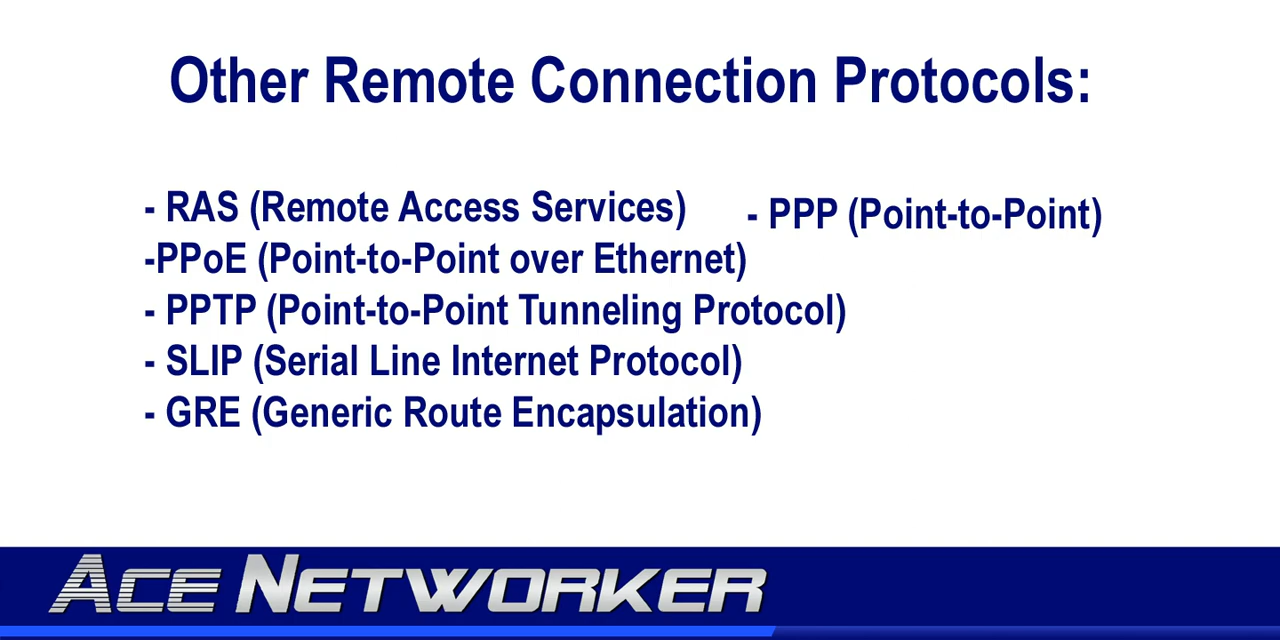 Other Remote Connection Protocols:
- RAS (Remote Access Services)
- PPP (Point-to-Point)
-PPoE (Point-to-Point over Ethernet)
- PPTP (Point-to-Point Tunneling Protocol)
- SLIP (Serial Line Internet Protocol)
- GRE (Generic Route Encapsulation)
ACE NETWORKER